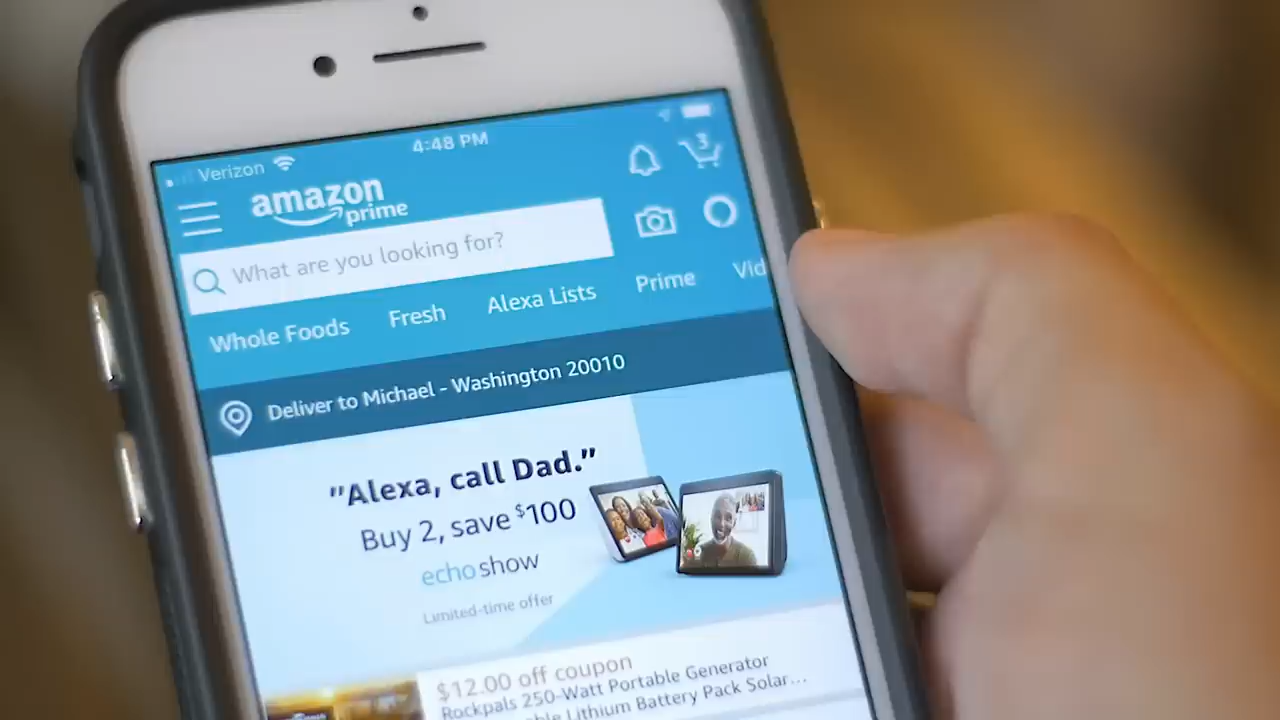 Verizon
4:48 PM
3
amazon
prime
What are you looking for?
Whole Foods Fresh Alexa Lists Prime Vid
Deliver to Michael - Washington 20010
"Alexa, call Dad."
Buy 2, save $100
echo show
Limited-time offer
$12.00 off coupon
Rockpals 250-Watt Portable Generator
ble Lithium Battery Pack Solar...